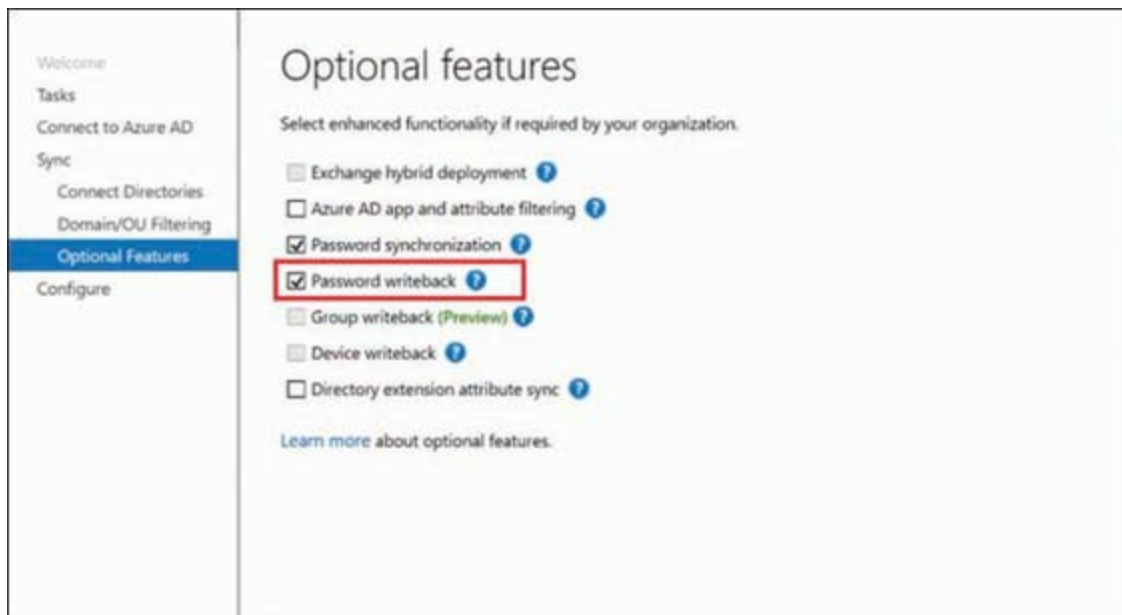 Welcome
Tasks
Connect to Azure AD
Sync
Connect Directories
Domain/OU Filtering
Optional Features
Configure
Optional features
Select enhanced functionality if required by your organization.
Exchange hybrid deployment ?
Azure AD app and attribute filtering ?
Password synchronization ?
Password writeback ?
Group writeback (Preview) ?
Device writeback ?
Directory extension attribute sync ?
Learn more about optional features.